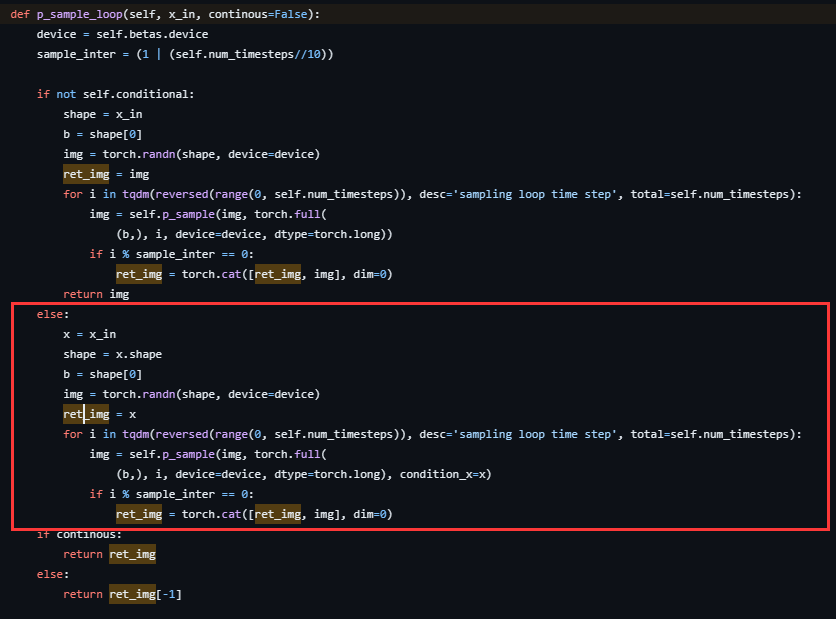 def p_sample_loop(self, x_in, continous=False):
    device = self.betas.device
    sample_inter = (1 | (self.num_timesteps//10))

    if not self.conditional:
        shape = x_in
        b = shape[0]
        img = torch.randn(shape, device=device)
        ret_img = img
        for i in tqdm(reversed(range(0, self.num_timesteps)), desc='sampling loop time step', total=self.num_timesteps):
            img = self.p_sample(img, torch.full(
                (b,), i, device=device, dtype=torch.long))
            if i % sample_inter == 0:
                ret_img = torch.cat([ret_img, img], dim=0)
        return img
    else:
        x = x_in
        shape = x.shape
        b = shape[0]
        img = torch.randn(shape, device=device)
        ret_img = x
        for i in tqdm(reversed(range(0, self.num_timesteps)), desc='sampling loop time step', total=self.num_timesteps):
            img = self.p_sample(img, torch.full(
                (b,), i, device=device, dtype=torch.long), condition_x=x)
            if i % sample_inter == 0:
                ret_img = torch.cat([ret_img, img], dim=0)
    if continous:
        return ret_img
    else:
        return ret_img[-1]